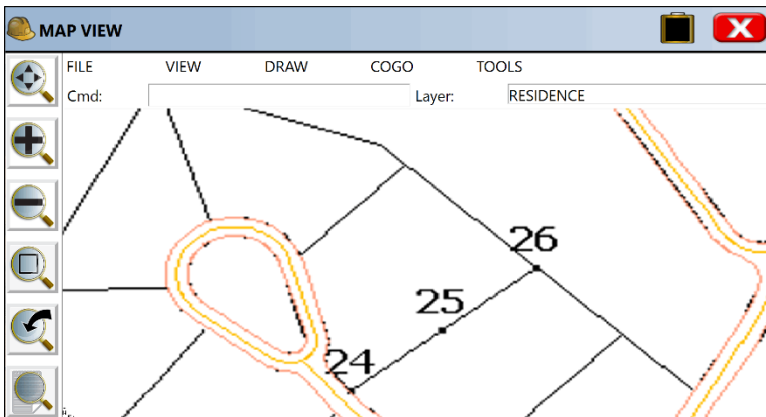 MAP VIEW
FILE VIEW DRAW COGO TOOLS
Cmd: Layer: RESIDENCE
26
25
24